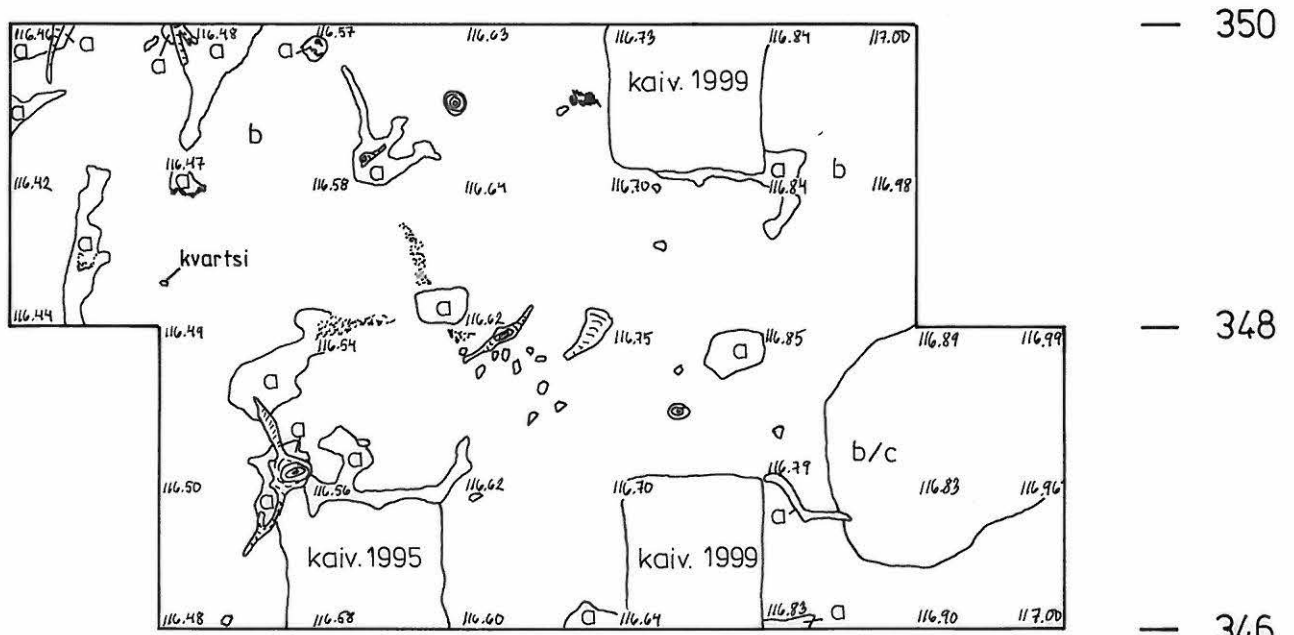 116.46 116.48 116.57 116.63 116.73 116.84 117.00 350
a a a a a
kaiv. 1999
a
b
116.47
116.42 a 116.58 a 116.64 116.70 a 116.84 b 116.98
a
kvartsi
a
116.44 116.62
116.49 116.54 116.75 116.85 116.89 116.99 348
a
a
a
a
b/c
116.79
116.50 116.56 116.62 116.70 116.83 116.96
a a
kaiv. 1995 kaiv. 1999
116.48 116.58 116.60 a 116.64 116.83 a 116.90 117.00
346